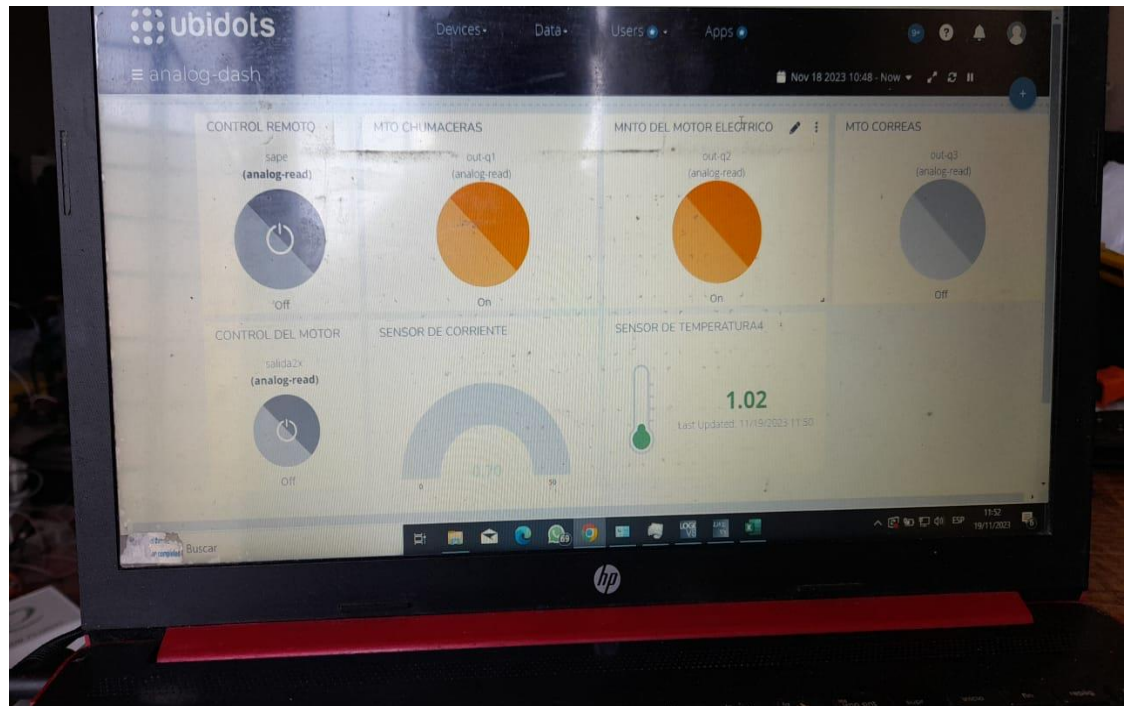 ubidots
Devices Data Users Apps
analog-dash
Nov 18 2023 10:48 - Now
CONTROL REMOTO
sape
(analog-read)
Off
MTO CHUMACERAS
out-q1
(analog-read)
On
MNTO DEL MOTOR ELECTRICO
out-q2
(analog-read)
On
MTO CORREAS
out-q3
(analog-read)
Off
CONTROL DEL MOTOR
salida2x
(analog-read)
Off
SENSOR DE CORRIENTE
0.70
0
50
SENSOR DE TEMPERATURA4
1.02
Last Updated: 11/19/2023 11:50
Buscar
69
ESP
11:52
19/11/2023
hp